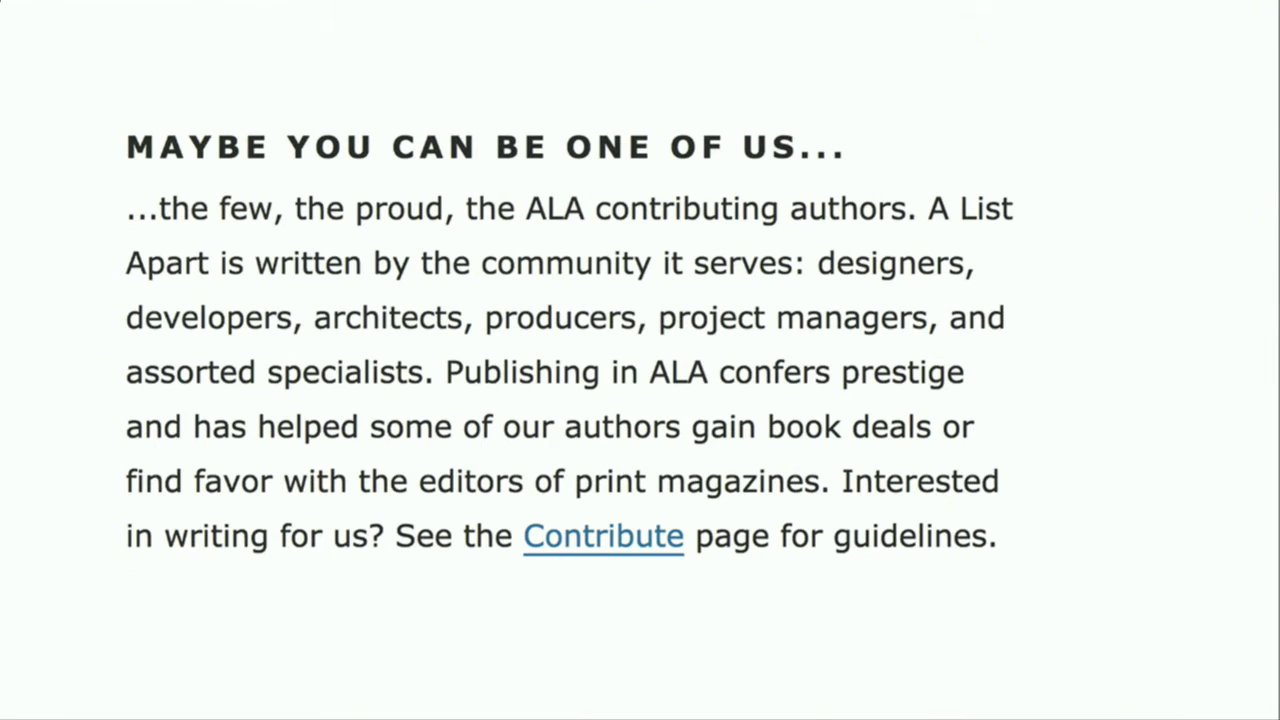 MAYBE YOU CAN BE ONE OF US...
...the few, the proud, the ALA contributing authors. A List
Apart is written by the community it serves: designers,
developers, architects, producers, project managers, and
assorted specialists. Publishing in ALA confers prestige
and has helped some of our authors gain book deals or
find favor with the editors of print magazines. Interested
in writing for us? See the Contribute page for guidelines.